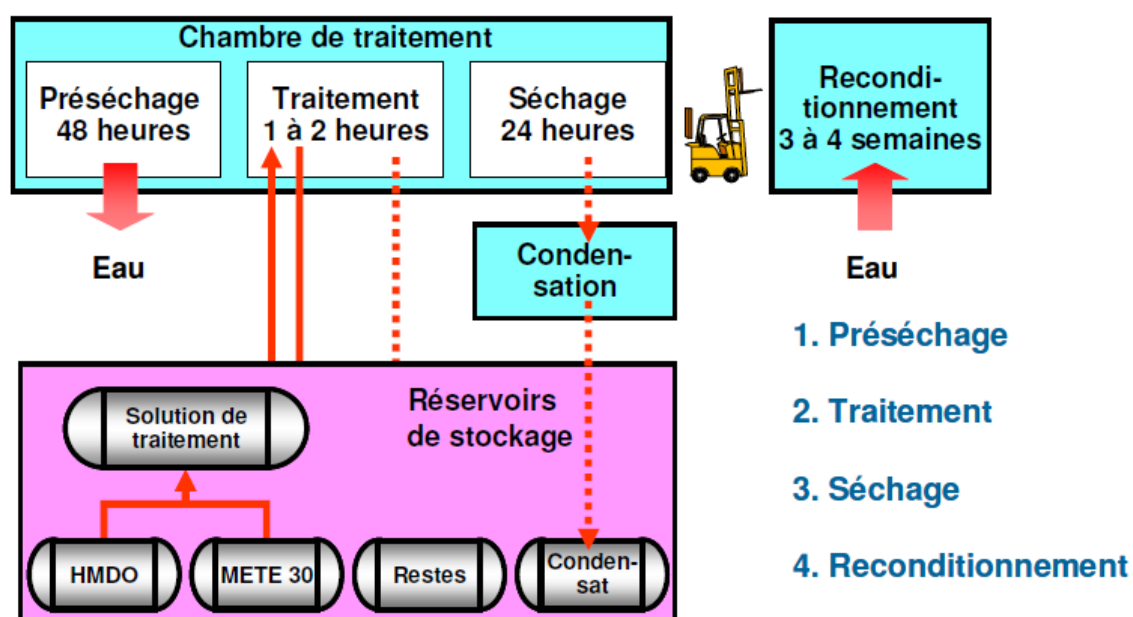 Chambre de traitement
Préséchage
48 heures
Traitement
1 à 2 heures
Séchage
24 heures
Recondi-
tionnement
3 à 4 semaines
Eau
Conden-
sation
Eau
Réservoirs
de stockage
Solution de
traitement
HMDO
METE 30
Restes
Conden-
sat
1. Préséchage
2. Traitement
3. Séchage
4. Reconditionnement